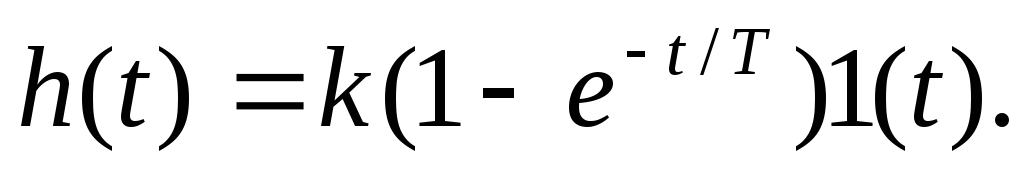 h(t) = k(1 - e^{- t / T})1(t).